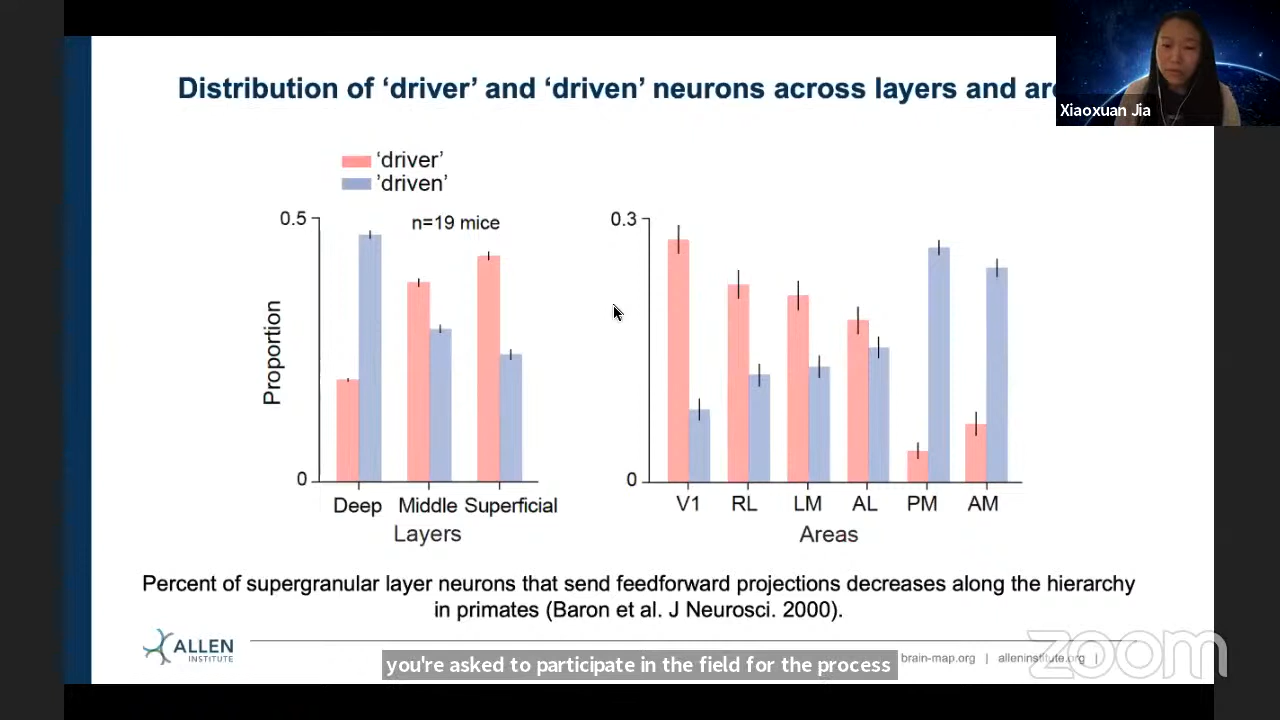 Distribution of ‘driver’ and ‘driven’ neurons across layers and
Xiaoxuan Jia
‘driver’
’driven’
n=19 mice
0.5
0
Proportion
Deep Middle Superficial
Layers
0.3
0
V1 RL LM AL PM AM
Areas
Percent of supergranular layer neurons that send feedforward projections decreases along the hierarchy
in primates (Baron et al. J Neurosci. 2000).
ALLEN
INSTITUTE
you're asked to participate in the field for the process
brain-map.org | alleninstitute.org |
zoom